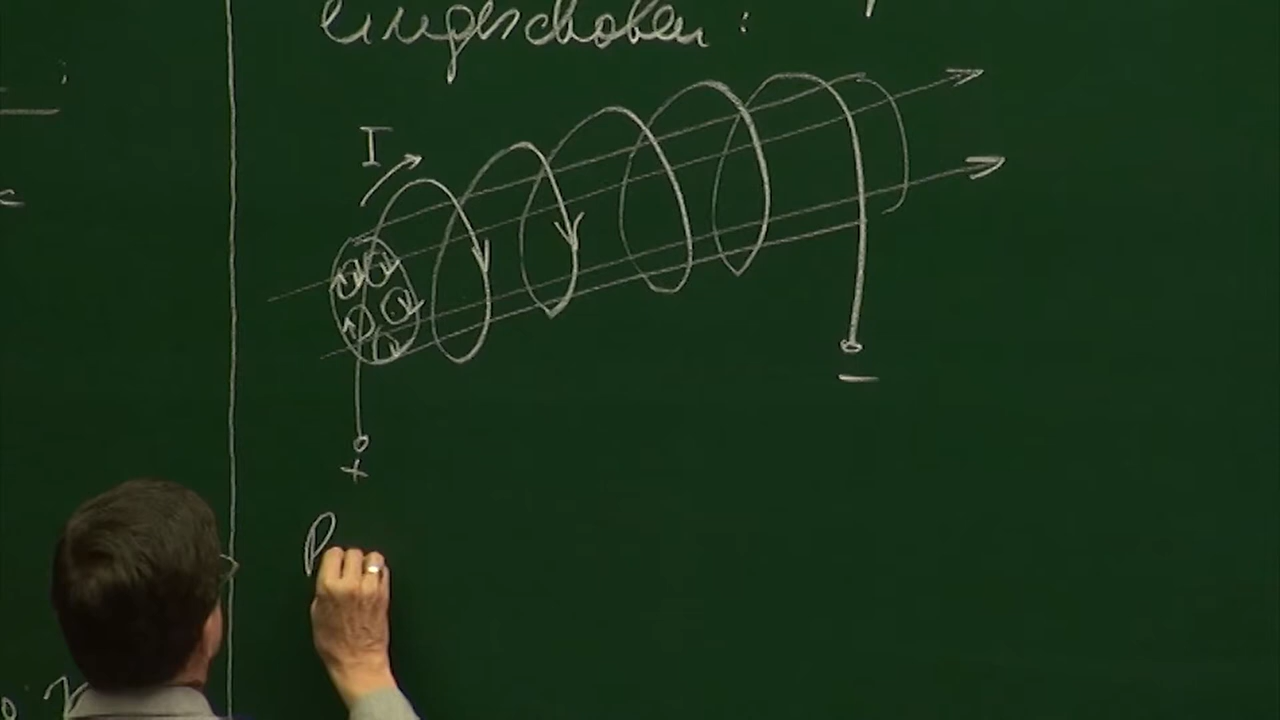 eingeschoben:
I
+
–
P